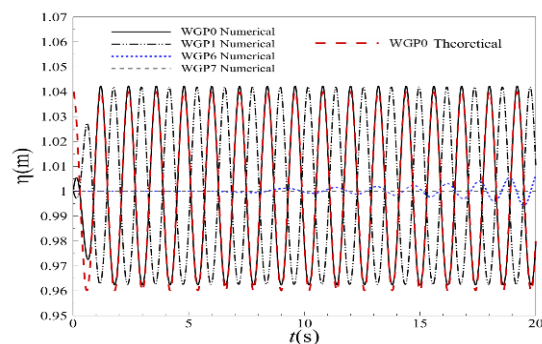 1.07
1.06
1.05
1.04
1.03
1.02
1.01
1
0.99
0.98
0.97
0.96
0.95
η(m)
WGP0 Numerical
WGP1 Numerical
WGP6 Numerical
WGP7 Numerical
WGP0 Theoretical
0 5 10 15 20
t(s)